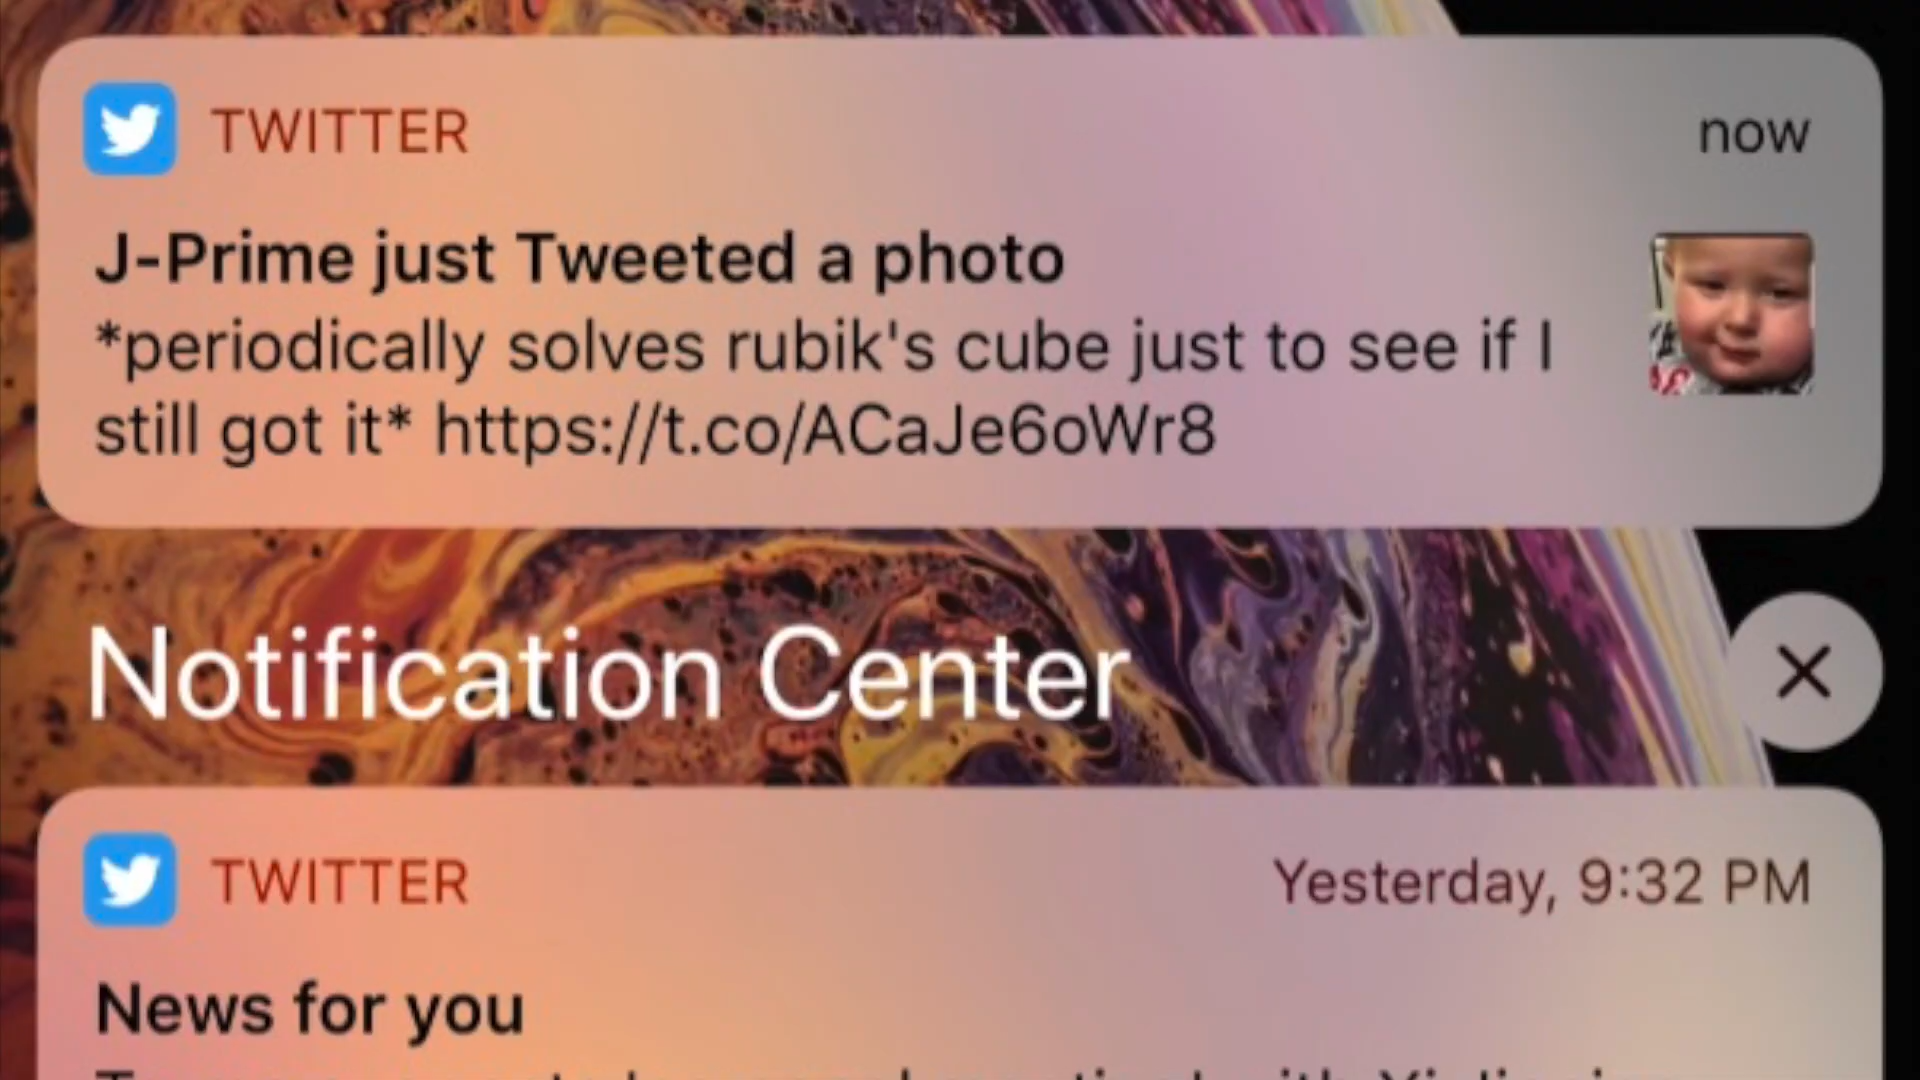 TWITTER
now
J-Prime just Tweeted a photo
*periodically solves rubik's cube just to see if I
still got it* https://t.co/ACaJe6oWr8
Notification Center
TWITTER
Yesterday, 9:32 PM
News for you